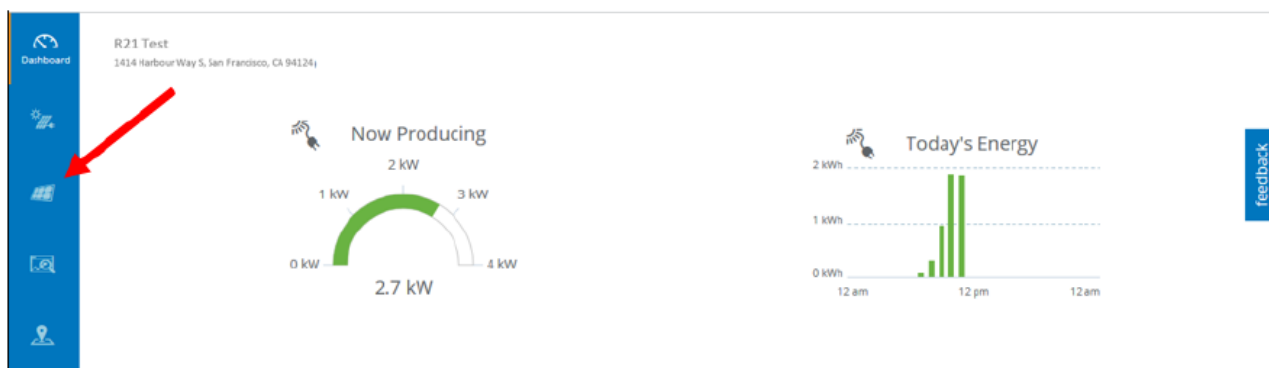 Dashboard
R21 Test
1414 Harbour Way S, San Francisco, CA 94124
Now Producing
2 kW
1 kW
3 kW
0 kW
4 kW
2.7 kW
Today's Energy
2 kWh
1 kWh
0 kWh
12 am
12 pm
12 am
feedback